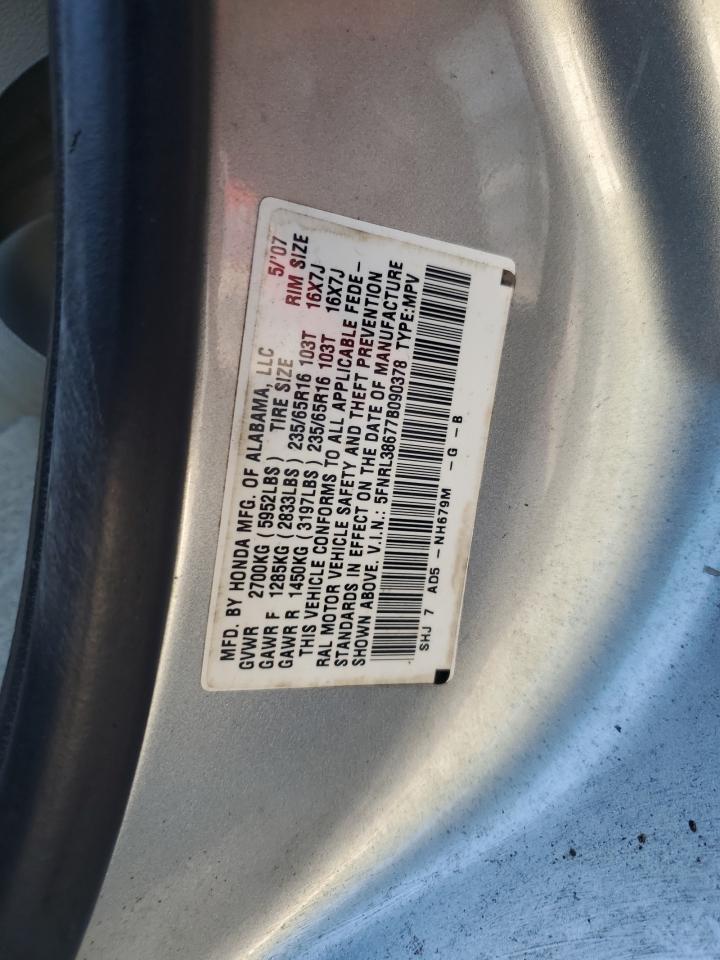 MFD. BY HONDA MFG. OF ALABAMA, LLC 5/'07
GVWR 2700KG (5952LBS) TIRE SIZE RIM SIZE
GAWR F 1285KG (2833LBS) 235/65R16 103T 16X7J
GAWR R 1450KG (3197LBS) 235/65R16 103T 16X7J
THIS VEHICLE CONFORMS TO ALL APPLICABLE FEDE-
RAL MOTOR VEHICLE SAFETY AND THEFT PREVENTION
STANDARDS IN EFFECT ON THE DATE OF MANUFACTURE
SHOWN ABOVE. V.I.N.: 5FNRL38677B090378 TYPE:MPV
SHJ 7 AD5 -NH679M -G -B